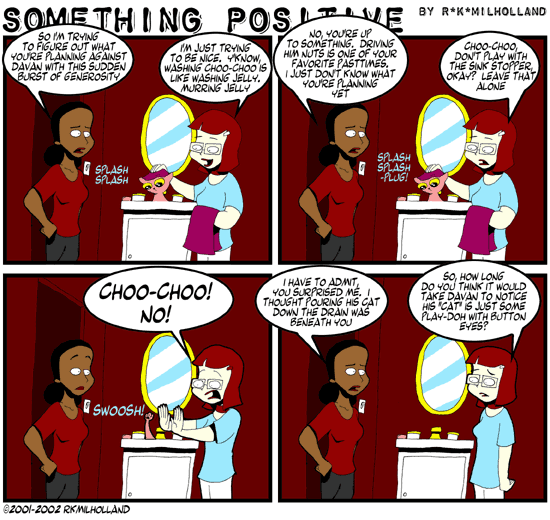 SOMETHING POSITIVE
BY R*K*MILHOLLAND
SO I'M TRYING
TO FIGURE OUT WHAT
YOU'RE PLANNING AGAINST
DAVAN WITH THIS SUDDEN
BURST OF GENEROSITY
I'M JUST TRYING
TO BE NICE. Y'KNOW,
WASHING CHOO-CHOO IS
LIKE WASHING JELLY.
MURRING JELLY
SPLASH
SPLASH
NO, YOU'RE UP
TO SOMETHING. DRIVING
HIM NUTS IS ONE OF YOUR
FAVORITE PASTTIMES.
I JUST DON'T KNOW WHAT
YOU'RE PLANNING
YET
CHOO-CHOO,
DON'T PLAY WITH
THE SINK STOPPER,
OKAY? LEAVE THAT
ALONE
SPLASH
SPLASH
-PLUG!
CHOO-CHOO!
NO!
SWOOSH!
I HAVE TO ADMIT,
YOU SURPRISED ME. I
THOUGHT POURING HIS CAT
DOWN THE DRAIN WAS
BENEATH YOU
SO, HOW LONG
DO YOU THINK IT WOULD
TAKE DAVAN TO NOTICE
HIS "CAT" IS JUST SOME
PLAY-DOH WITH BUTTON
EYES?
©2001-2002 RKMILHOLLAND